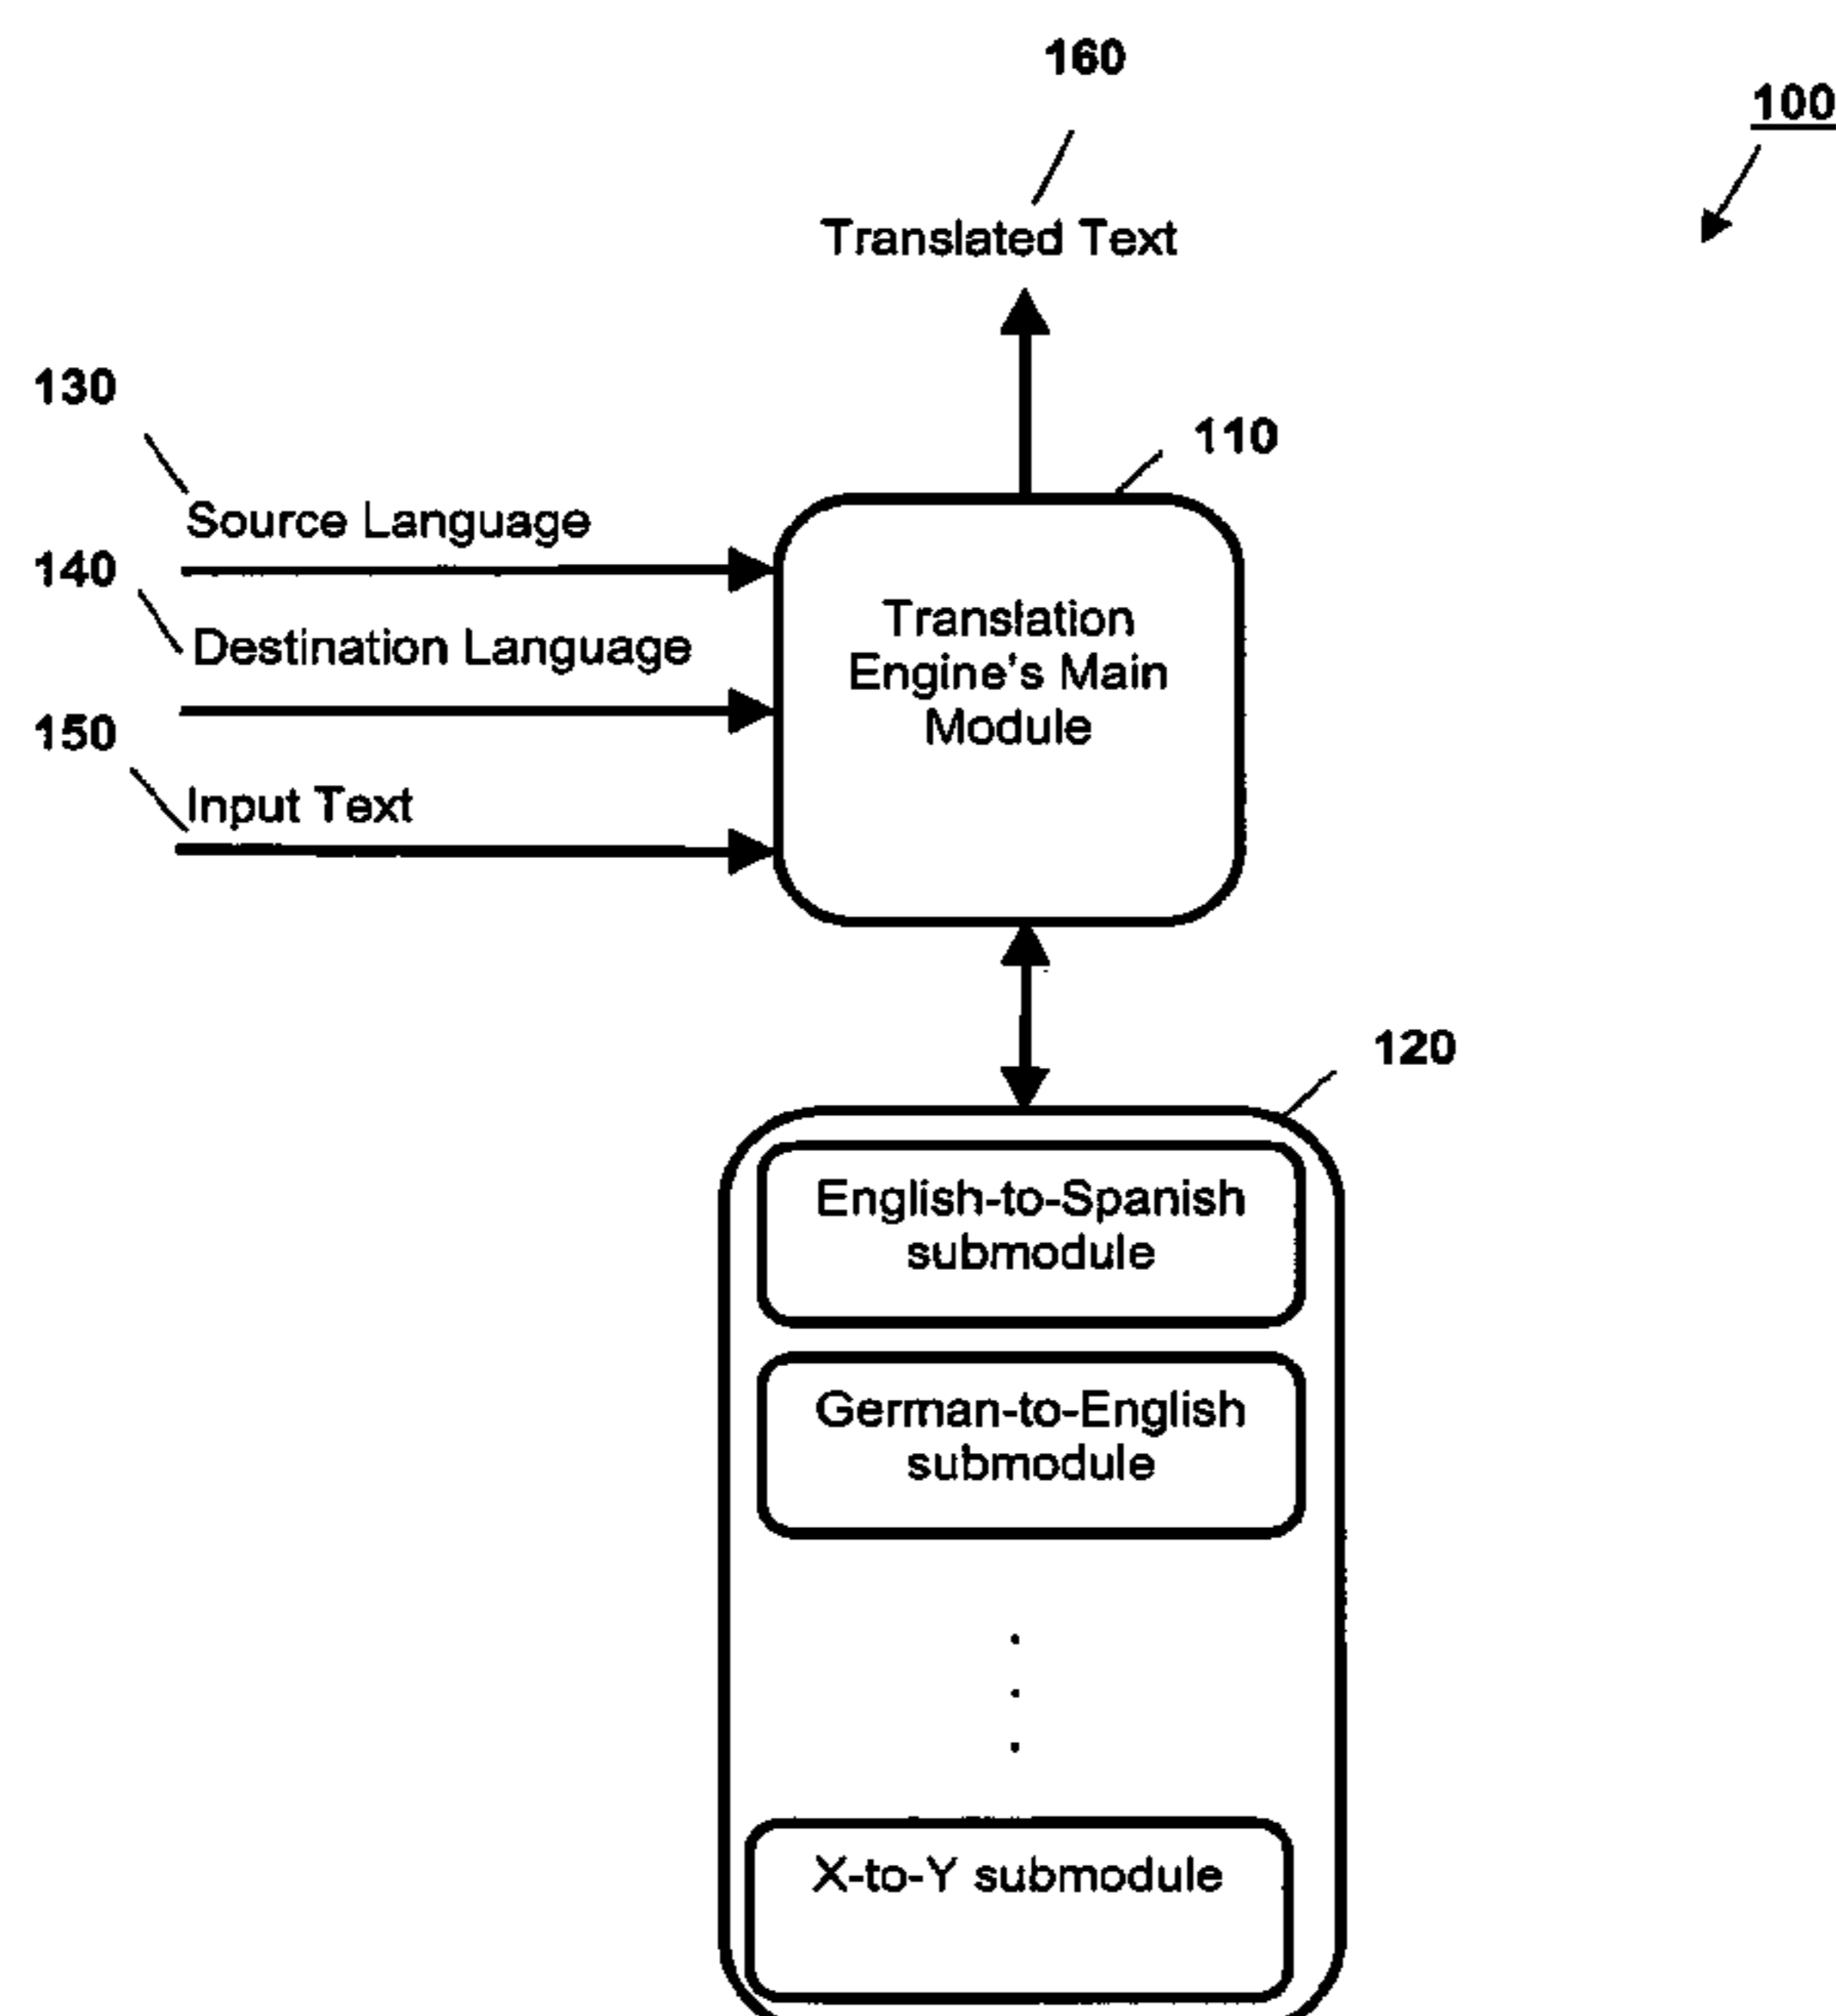 160
100
Translated Text
130
110
Source Language
140
Translation
Engine's Main
Module
Destination Language
150
Input Text
120
English-to-Spanish
submodule
German-to-English
submodule
X-to-Y submodule